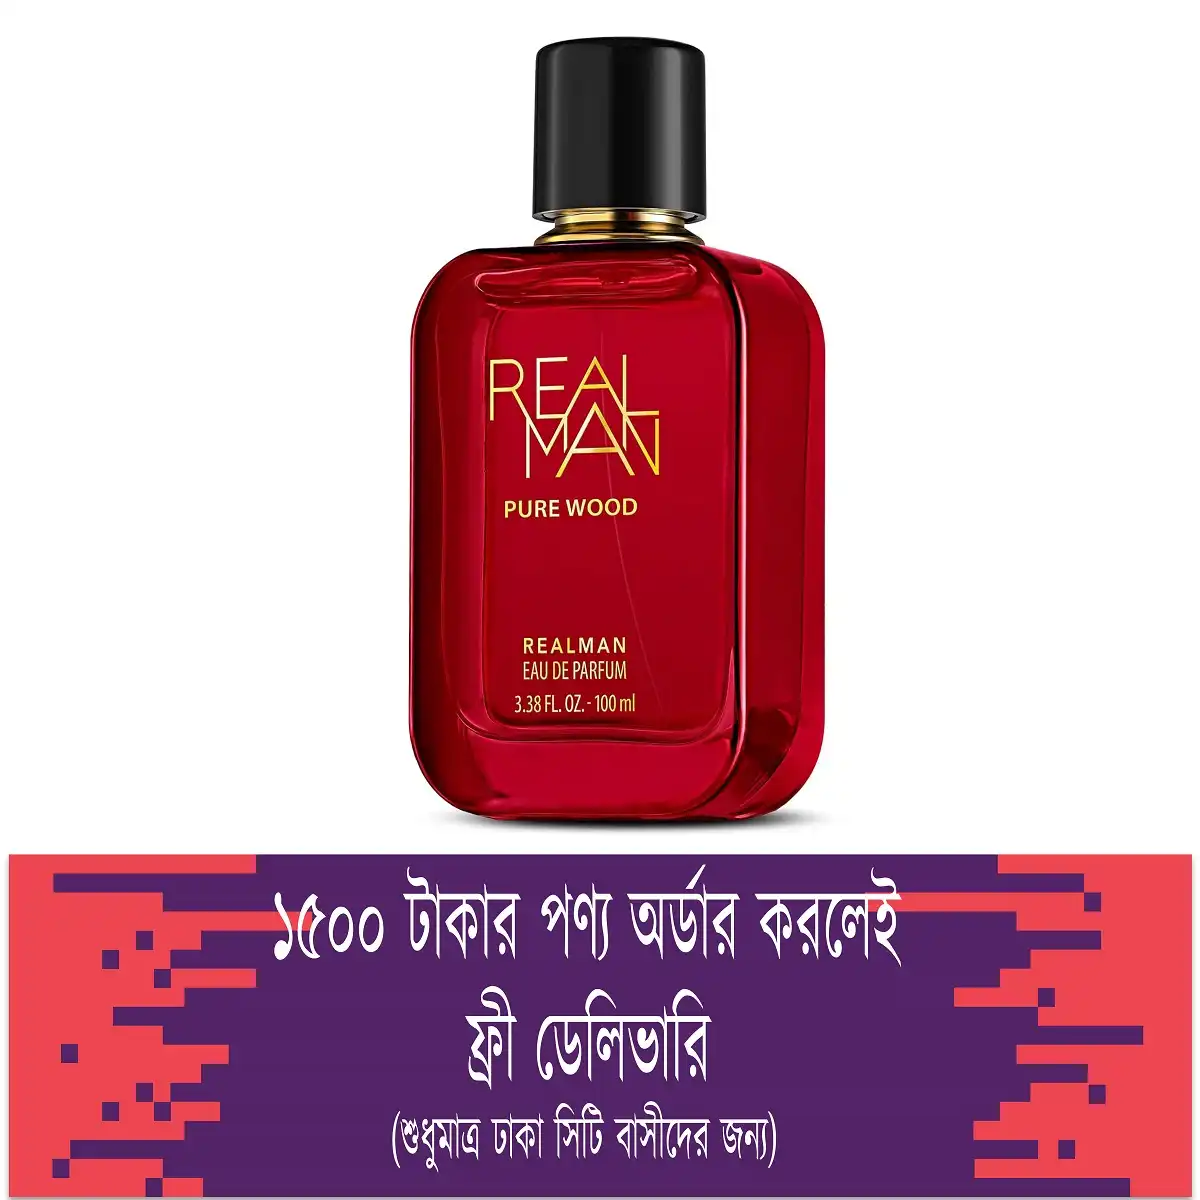 REAL
MAN
PURE WOOD
REALMAN
EAU DE PARFUM
3.38 FL. OZ. - 100 ml
১৫০০ টাকার পণ্য অর্ডার করলেই
ফ্রী ডেলিভারি
(শুধুমাত্র ঢাকা সিটি বাসীদের জন্য)